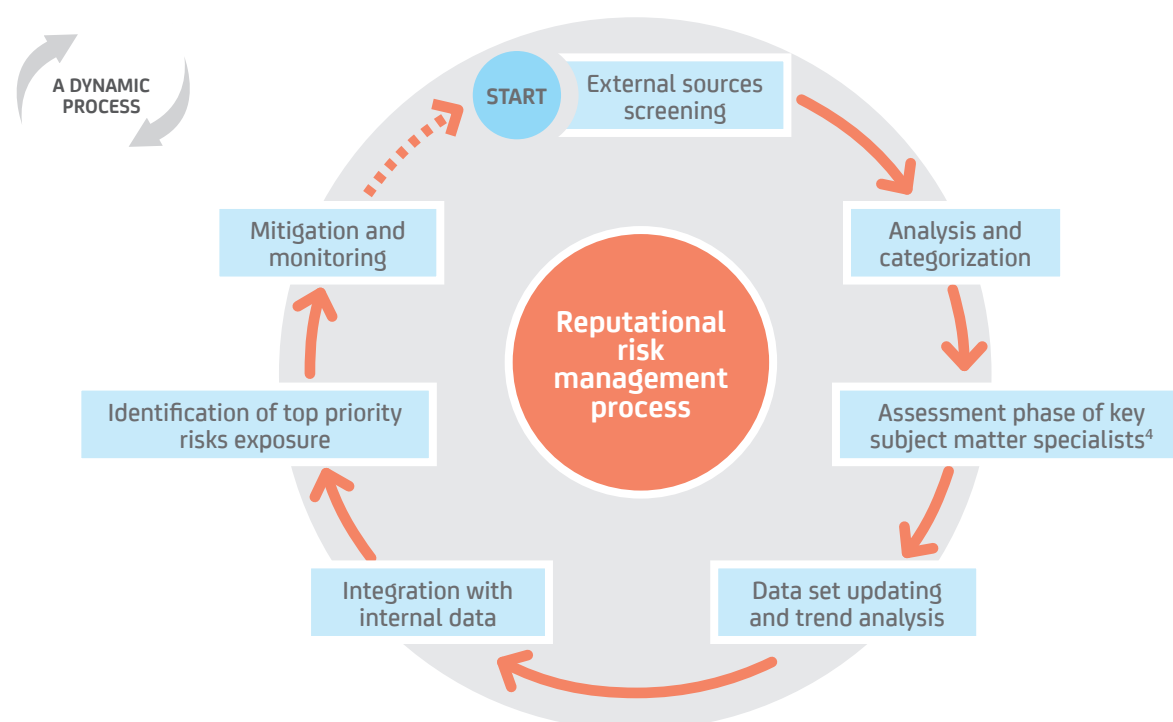 A DYNAMIC
PROCESS
START
External sources
screening
Analysis and
categorization
Assessment phase of key
subject matter specialists⁴
Data set updating
and trend analysis
Integration with
internal data
Identification of top priority
risks exposure
Mitigation and
monitoring
Reputational
risk
management
process